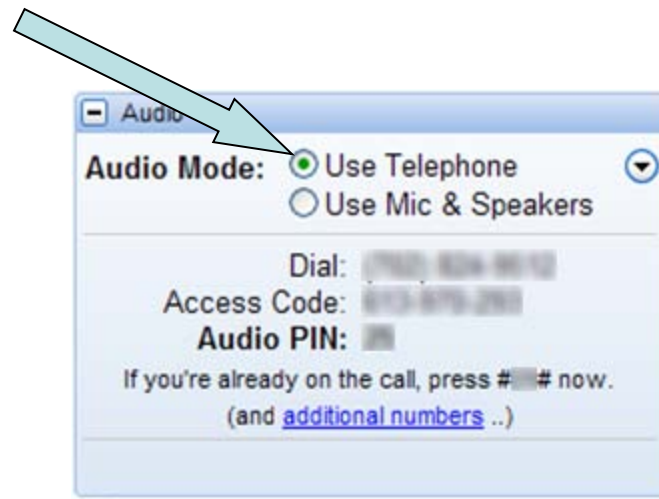 Audio
Audio Mode: Use Telephone
Use Mic & Speakers
Dial:
Access Code:
Audio PIN:
If you're already on the call, press # # now.
(and additional numbers ..)